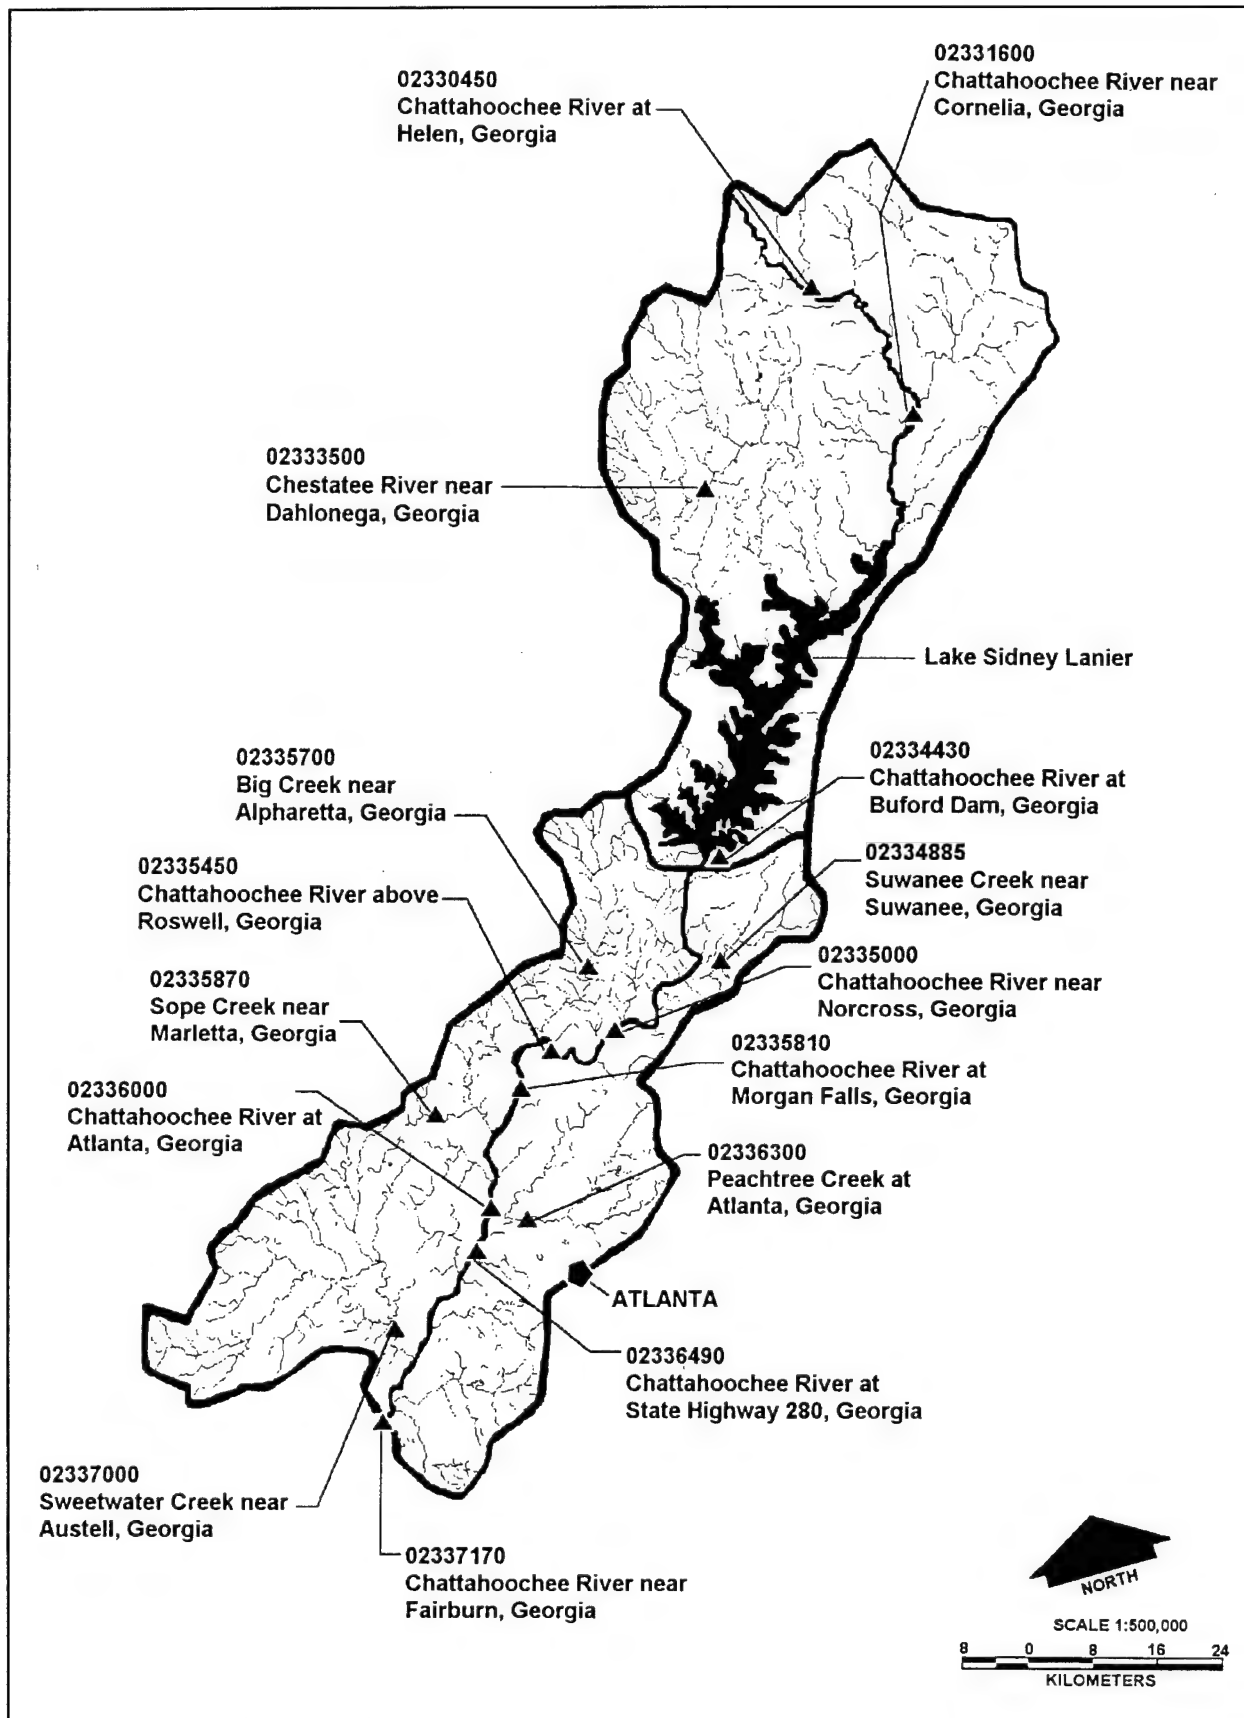 02331600
Chattahoochee River near
Cornelia, Georgia
02330450
Chattahoochee River at
Helen, Georgia
02333500
Chestatee River near
Dahlonega, Georgia
Lake Sidney Lanier
02335700
Big Creek near
Alpharetta, Georgia
02334430
Chattahoochee River at
Buford Dam, Georgia
02335450
Chattahoochee River above
Roswell, Georgia
02334885
Suwanee Creek near
Suwanee, Georgia
02335870
Sope Creek near
Marletta, Georgia
02335000
Chattahoochee River near
Norcross, Georgia
02335810
Chattahoochee River at
Morgan Falls, Georgia
02336000
Chattahoochee River at
Atlanta, Georgia
02336300
Peachtree Creek at
Atlanta, Georgia
ATLANTA
02336490
Chattahoochee River at
State Highway 280, Georgia
02337000
Sweetwater Creek near
Austell, Georgia
02337170
Chattahoochee River near
Fairburn, Georgia
NORTH
SCALE 1:500,000
8 0 8 16 24
KILOMETERS